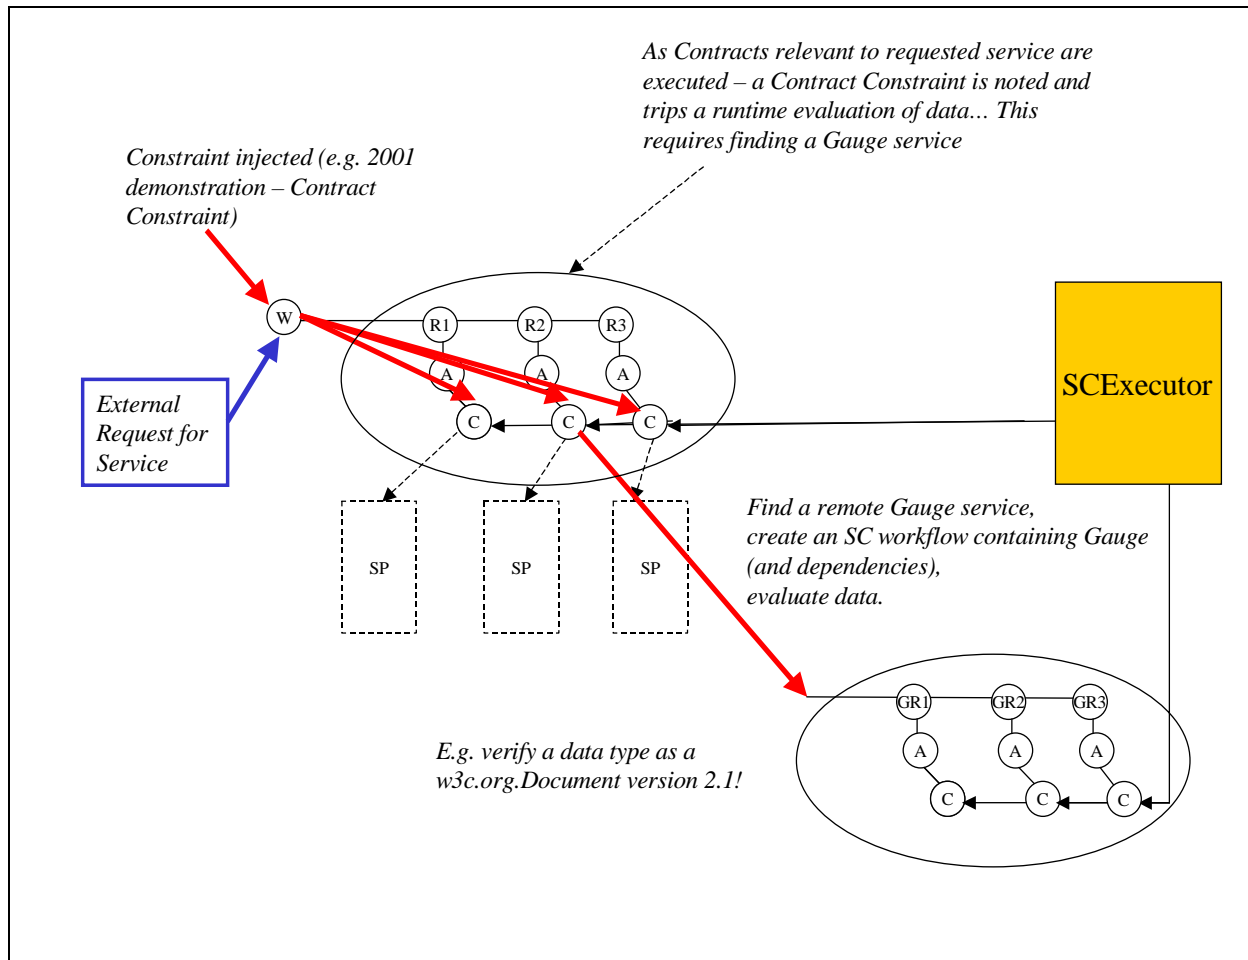 As Contracts relevant to requested service are
executed – a Contract Constraint is noted and
trips a runtime evaluation of data… This
requires finding a Gauge service
Constraint injected (e.g. 2001
demonstration – Contract
Constraint)
W
R1
R2
R3
A
A
A
C
C
C
SCExecutor
External
Request for
Service
SP
SP
SP
Find a remote Gauge service,
create an SC workflow containing Gauge
(and dependencies),
evaluate data.
E.g. verify a data type as a
w3c.org.Document version 2.1!
GR1
GR2
GR3
A
A
A
C
C
C